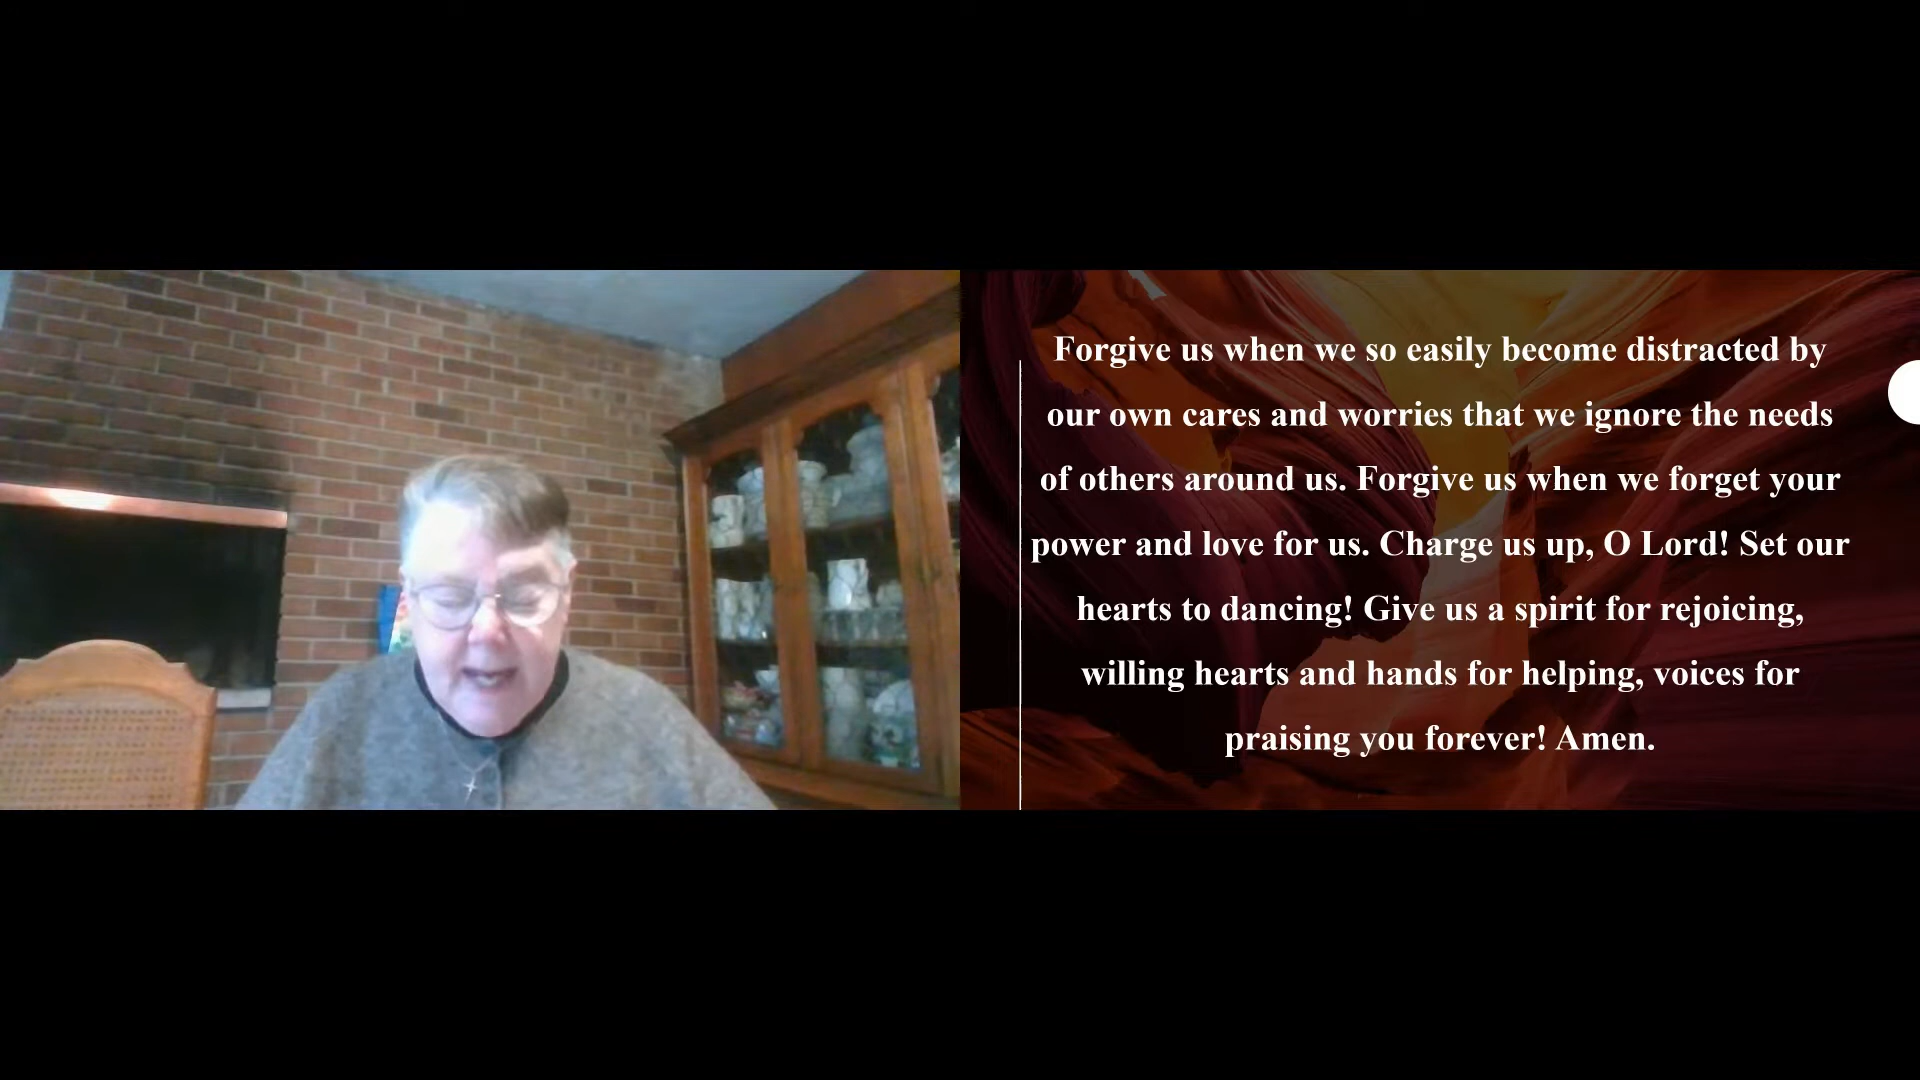 Forgive us when we so easily become distracted by
our own cares and worries that we ignore the needs
of others around us. Forgive us when we forget your
power and love for us. Charge us up, O Lord! Set our
hearts to dancing! Give us a spirit for rejoicing,
willing hearts and hands for helping, voices for
praising you forever! Amen.